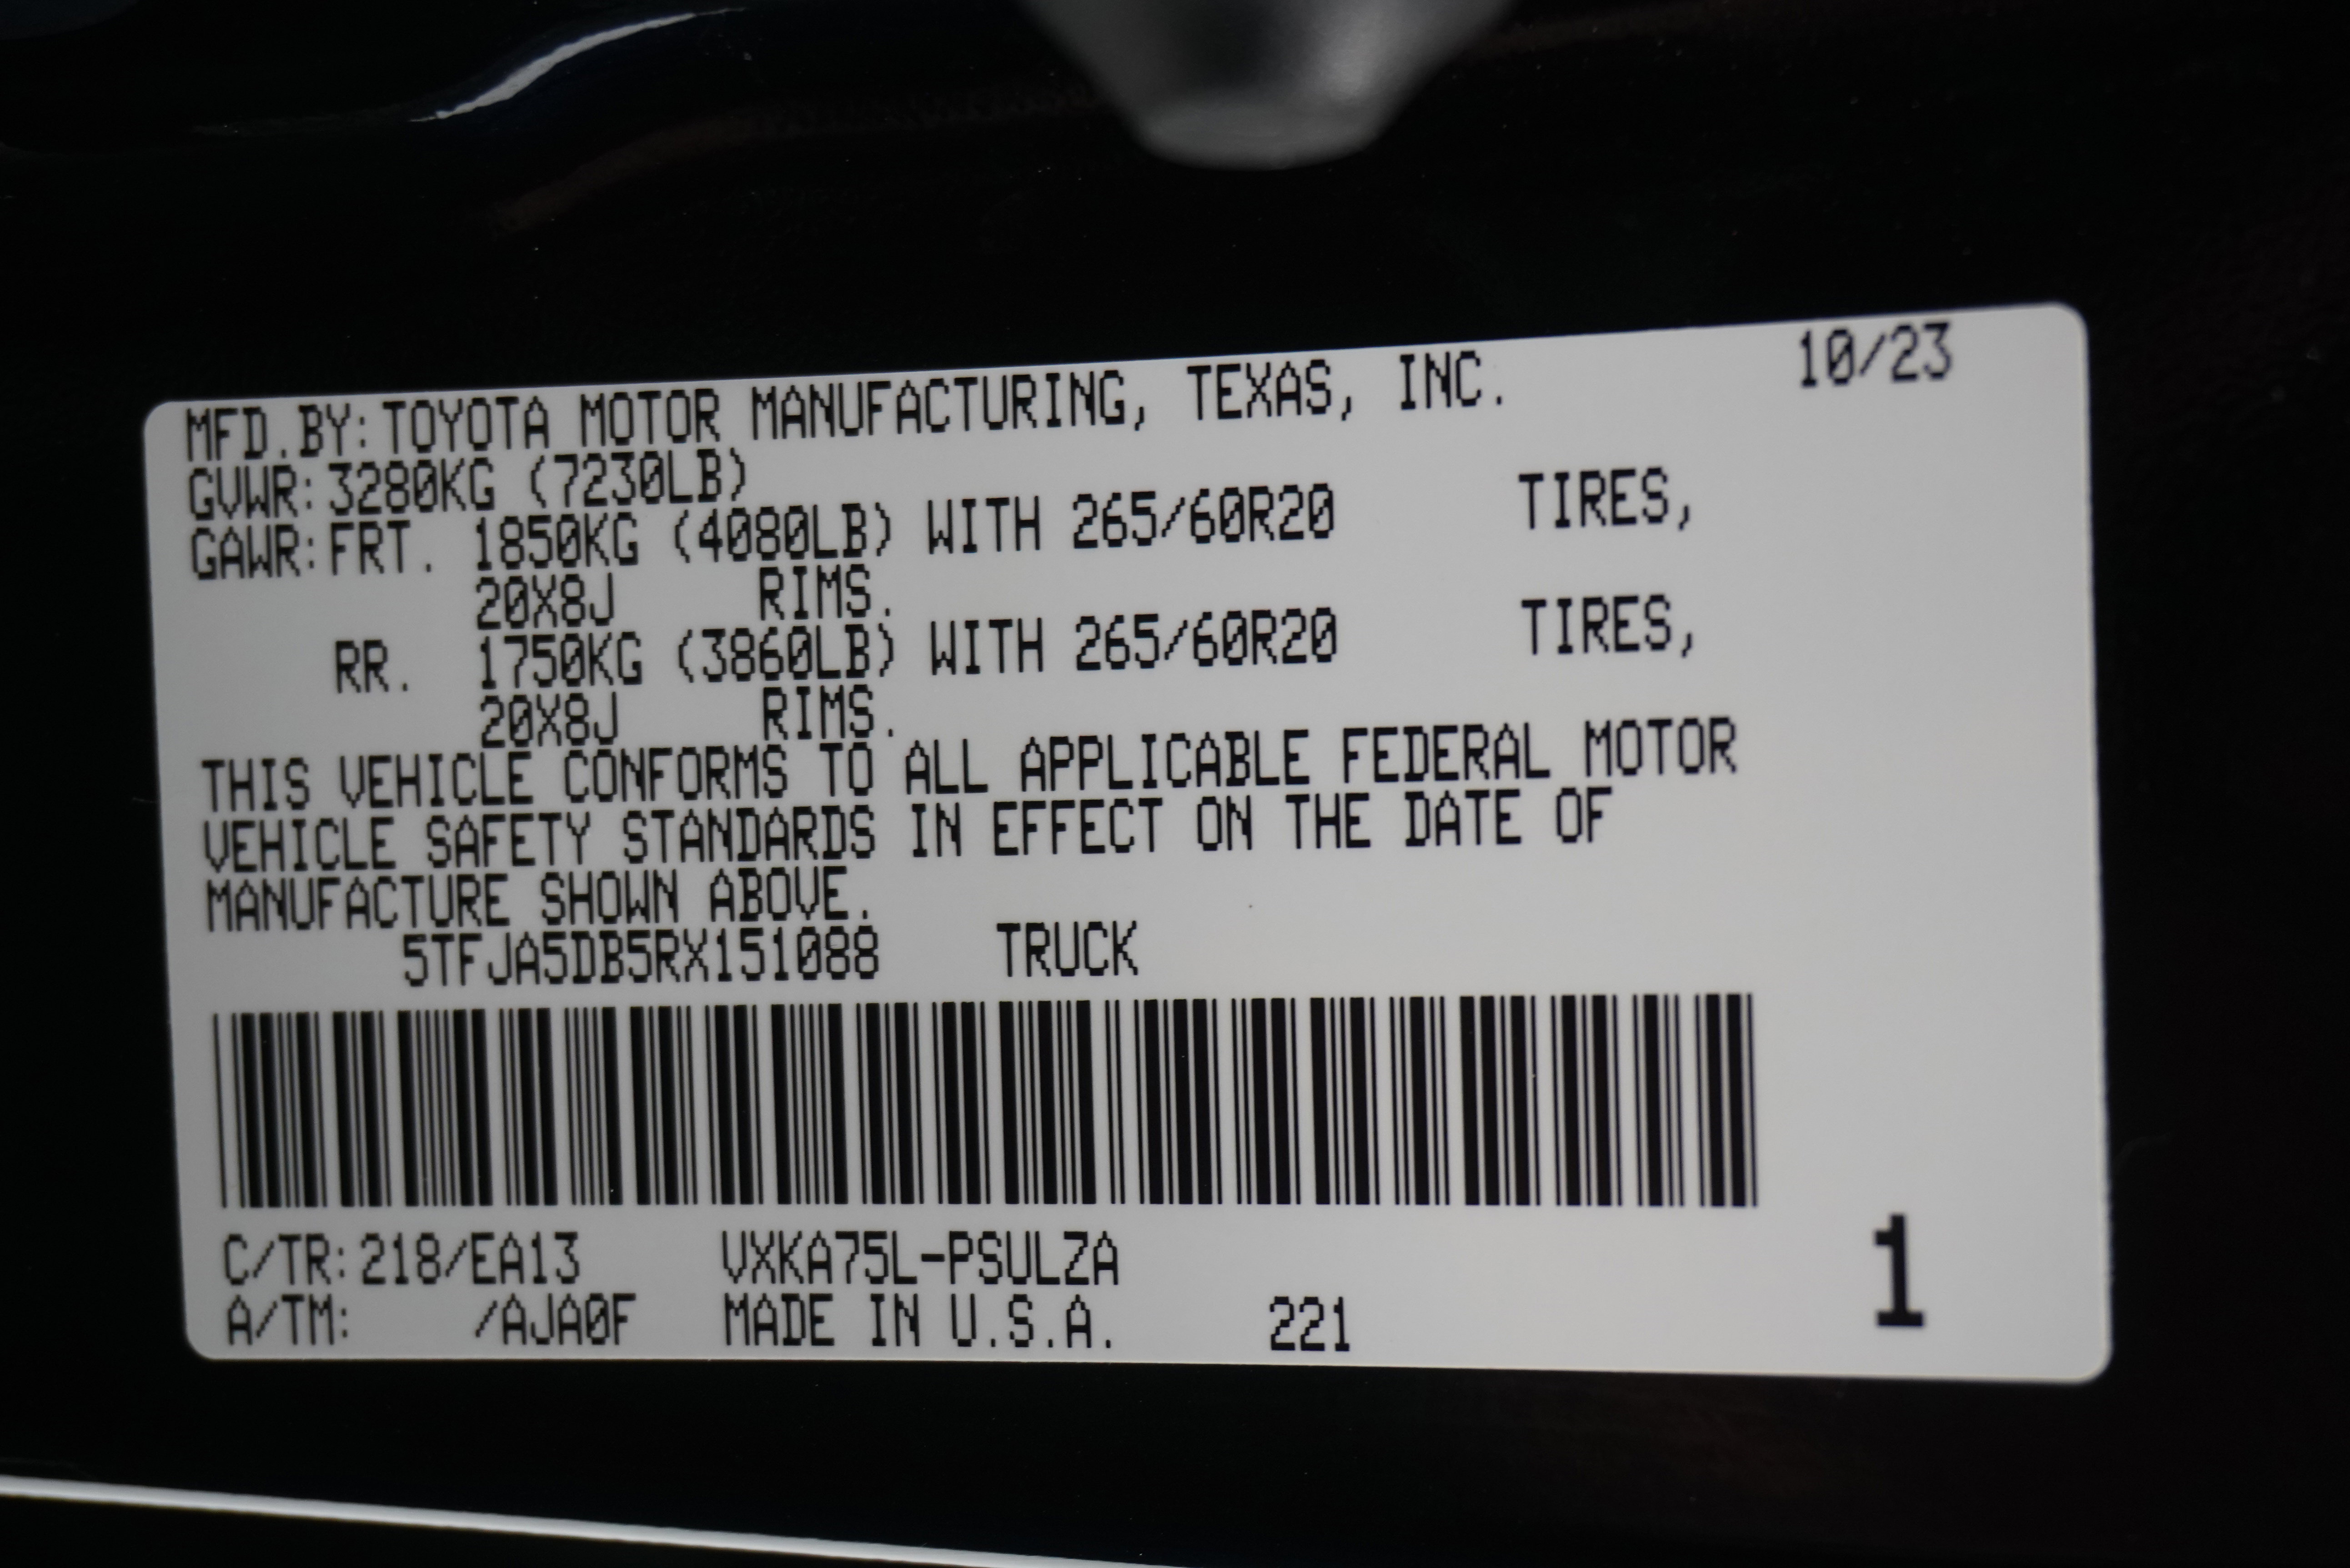 MFD.BY:TOYOTA MOTOR MANUFACTURING, TEXAS, INC. 10/23
GVWR:3280KG (7230LB)
GAWR:FRT. 1850KG (4080LB) WITH 265/60R20 TIRES,
20X8J RIMS.
RR. 1750KG (3860LB) WITH 265/60R20 TIRES,
20X8J RIMS.
THIS VEHICLE CONFORMS TO ALL APPLICABLE FEDERAL MOTOR
VEHICLE SAFETY STANDARDS IN EFFECT ON THE DATE OF
MANUFACTURE SHOWN ABOVE.
5TFJA5DB5RX151088 TRUCK
C/TR:218/EA13 VXKA75L-PSULZA
A/TM: /AJA0F MADE IN U.S.A. 221 1